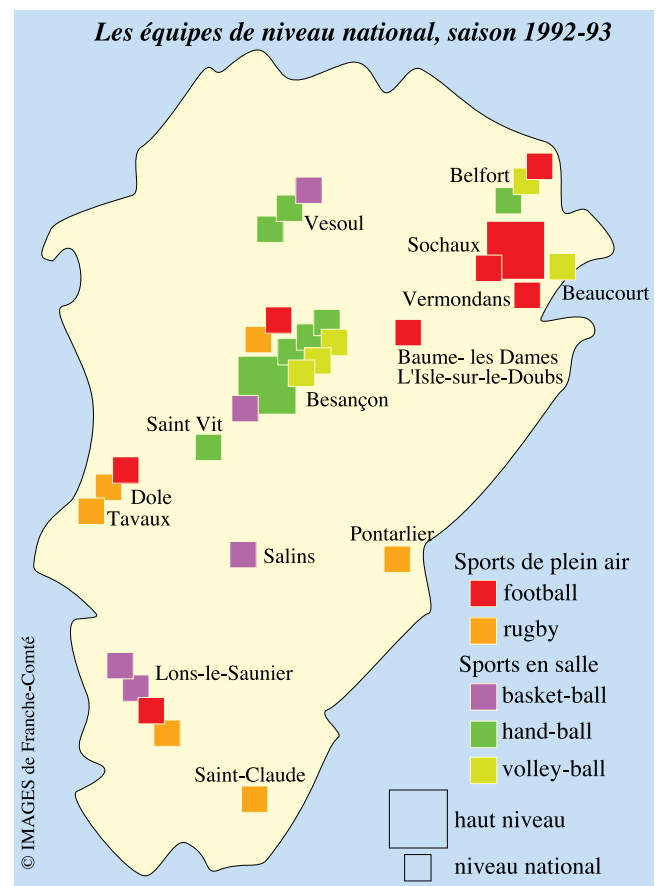 Les équipes de niveau national, saison 1992-93
Belfort
Vesoul
Sochaux
Vermondans
Beaucourt
Baume- les Dames
L'Isle-sur-le-Doubs
Besançon
Saint Vit
Dole
Tavaux
Pontarlier
Salins
Lons-le-Saunier
Saint-Claude
Sports de plein air
football
rugby
Sports en salle
basket-ball
hand-ball
volley-ball
haut niveau
niveau national
© IMAGES de Franche-Comté